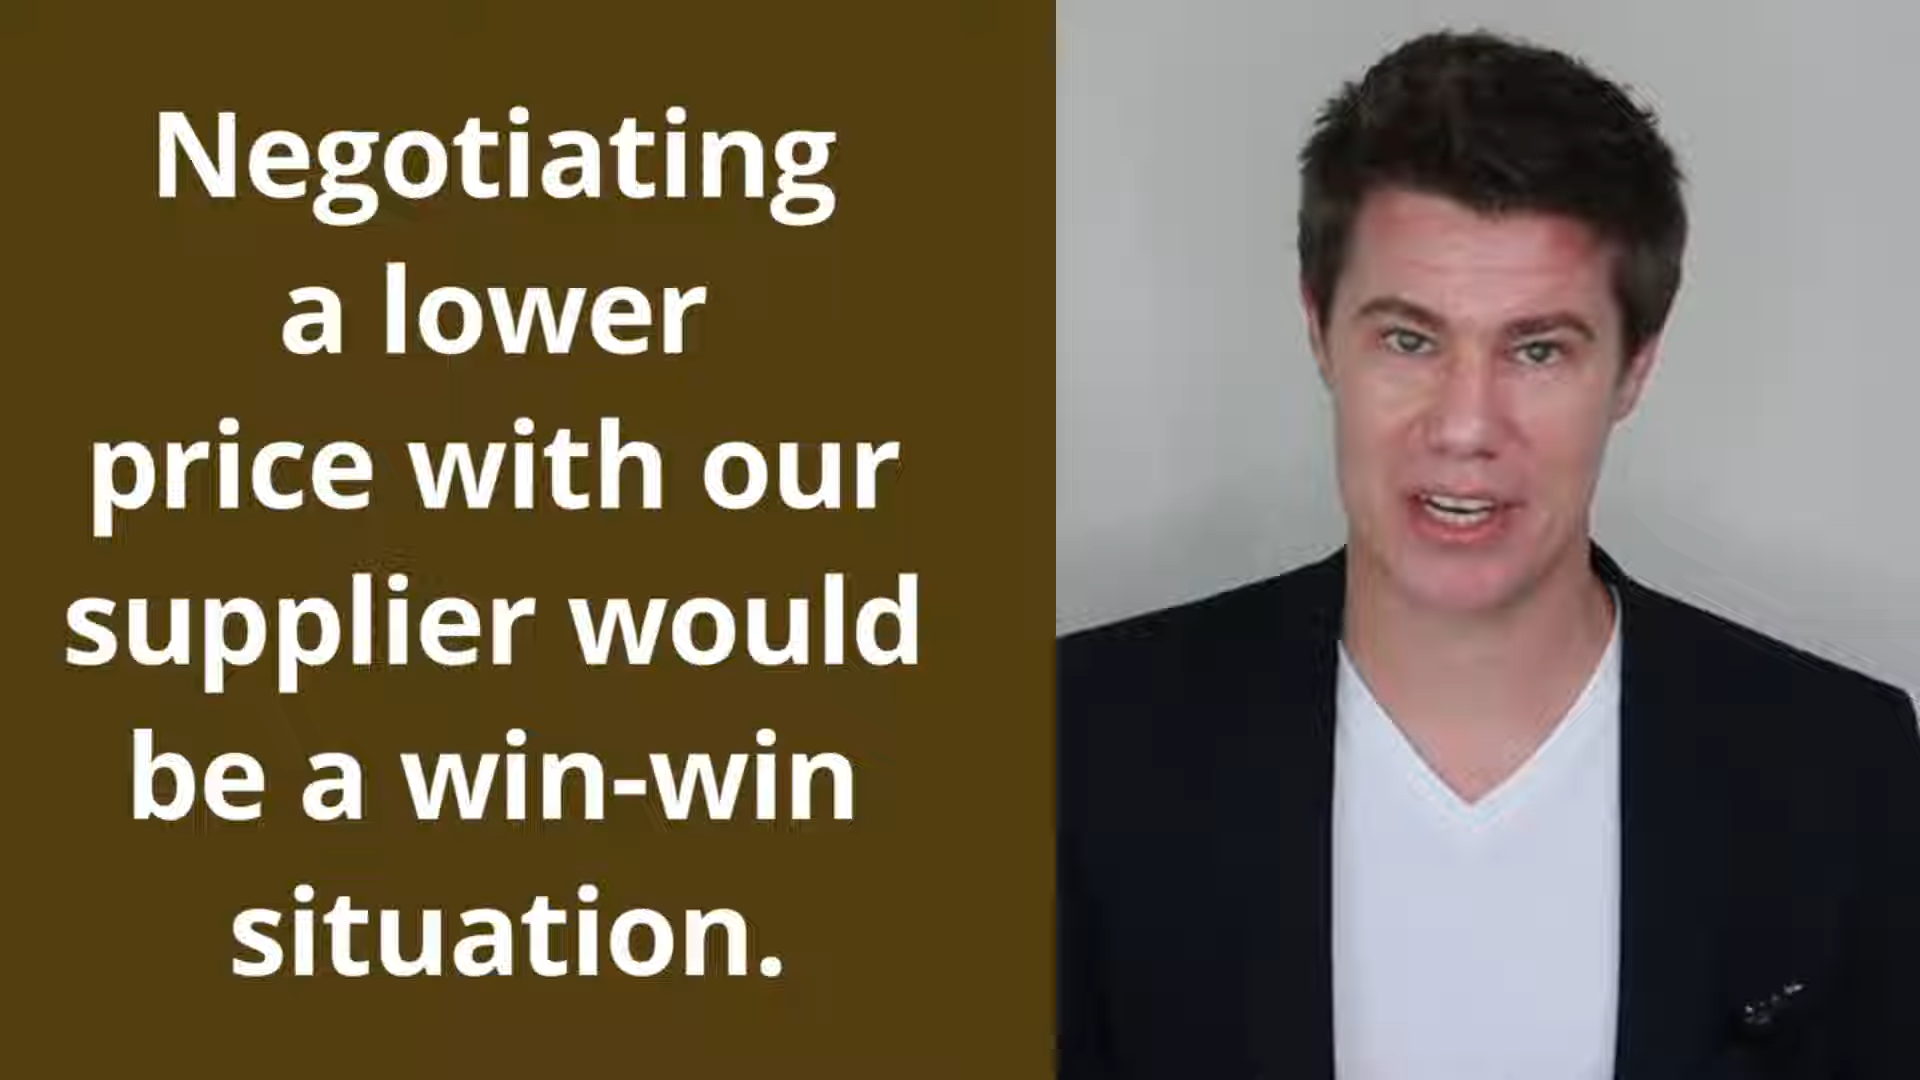 Negotiating
a lower
price with our
supplier would
be a win-win
situation.